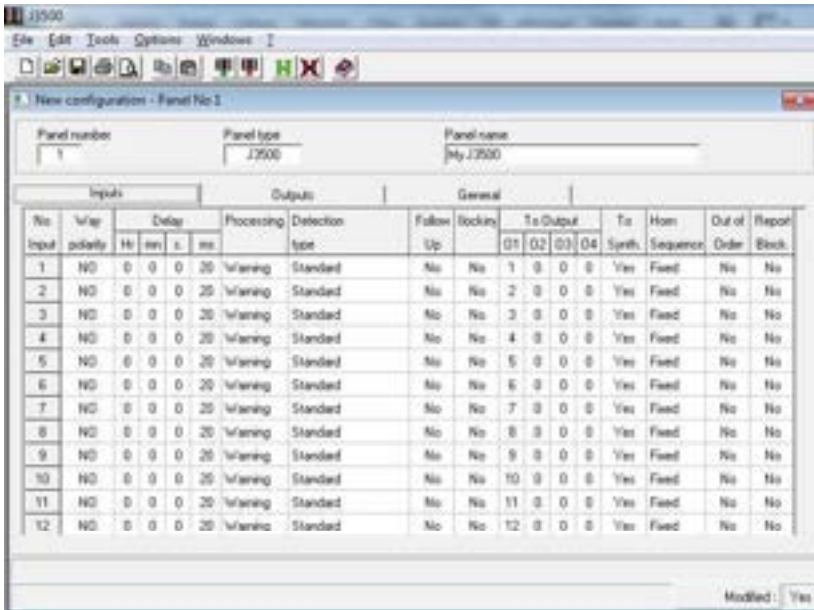 J3500
File Edit Tools Options Windows ?
New configuration - Panel No 1
Panel number Panel type Panel name
1 J3500 My J3500
Inputs Outputs General
No Way Delay Processing Detection Follow Blocking To Output To Horn Out of Report
Input polarity Hr mn s. ms type Up O1 O2 O3 O4 Synth. Sequence Order Block.
1 NO 0 0 0 20 Warning Standard No No 1 0 0 0 Yes Fixed No No
2 NO 0 0 0 20 Warning Standard No No 2 0 0 0 Yes Fixed No No
3 NO 0 0 0 20 Warning Standard No No 3 0 0 0 Yes Fixed No No
4 NO 0 0 0 20 Warning Standard No No 4 0 0 0 Yes Fixed No No
5 NO 0 0 0 20 Warning Standard No No 5 0 0 0 Yes Fixed No No
6 NO 0 0 0 20 Warning Standard No No 6 0 0 0 Yes Fixed No No
7 NO 0 0 0 20 Warning Standard No No 7 0 0 0 Yes Fixed No No
8 NO 0 0 0 20 Warning Standard No No 8 0 0 0 Yes Fixed No No
9 NO 0 0 0 20 Warning Standard No No 9 0 0 0 Yes Fixed No No
10 NO 0 0 0 20 Warning Standard No No 10 0 0 0 Yes Fixed No No
11 NO 0 0 0 20 Warning Standard No No 11 0 0 0 Yes Fixed No No
12 NO 0 0 0 20 Warning Standard No No 12 0 0 0 Yes Fixed No No
Modified : Yes